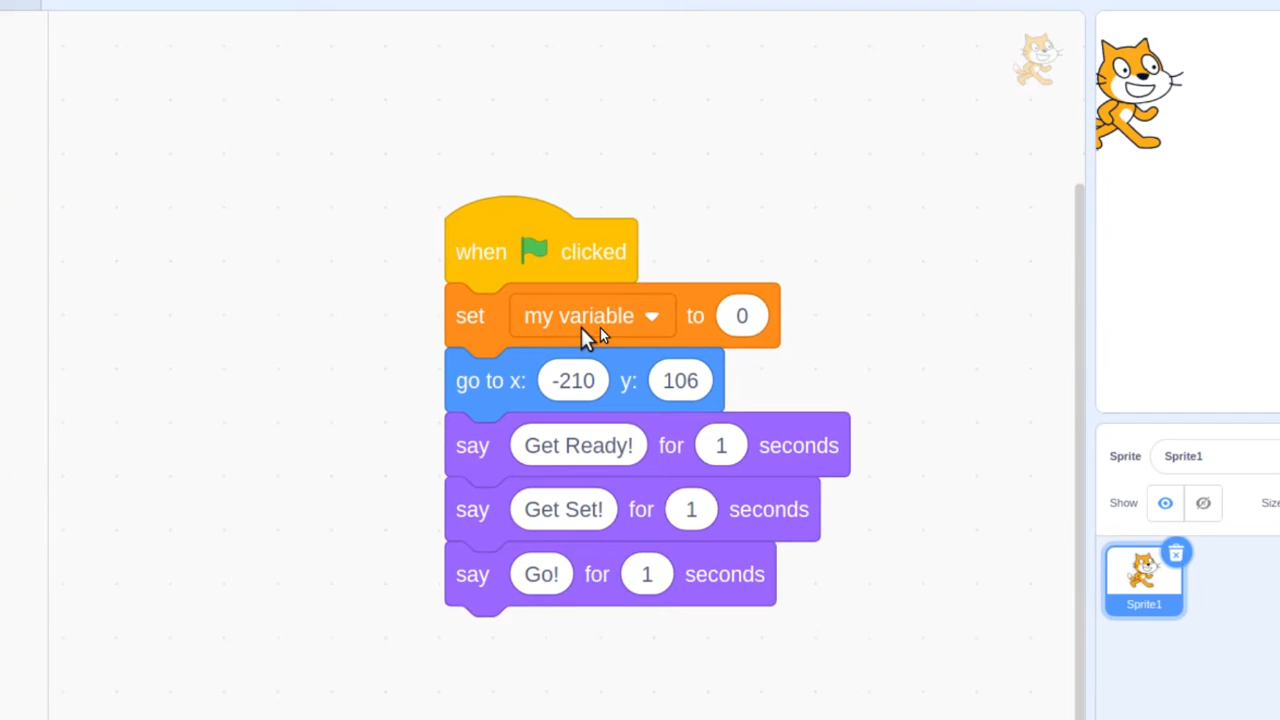 when clicked
set my variable to 0
go to x: -210 y: 106
say Get Ready! for 1 seconds
say Get Set! for 1 seconds
say Go! for 1 seconds
Sprite Sprite1
Show
Sprite1